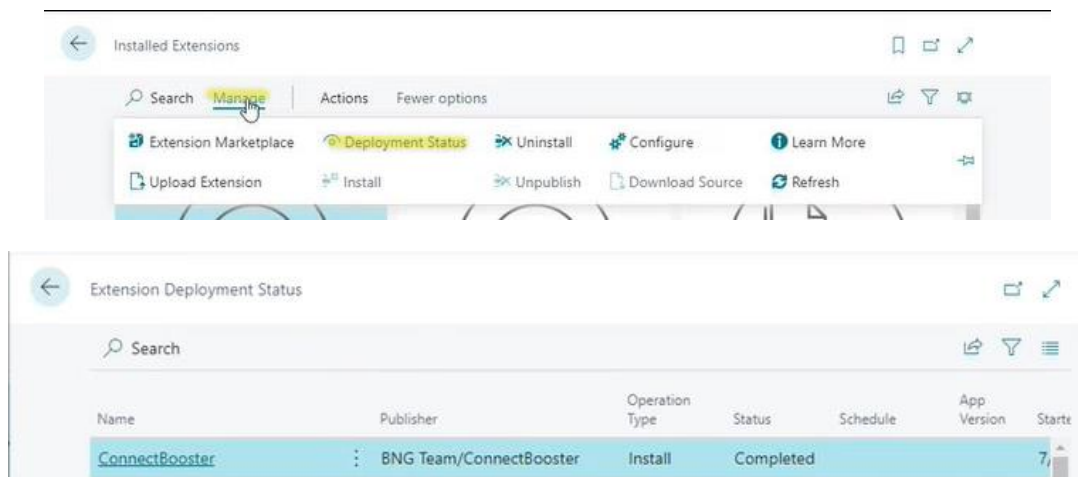 Installed Extensions
Search Manage Actions Fewer options
Extension Marketplace Deployment Status Uninstall Configure Learn More
Upload Extension Install Unpublish Download Source Refresh
Extension Deployment Status
Search
Name Publisher Operation Type Status Schedule App Version Starte
ConnectBooster BNG Team/ConnectBooster Install Completed 7/